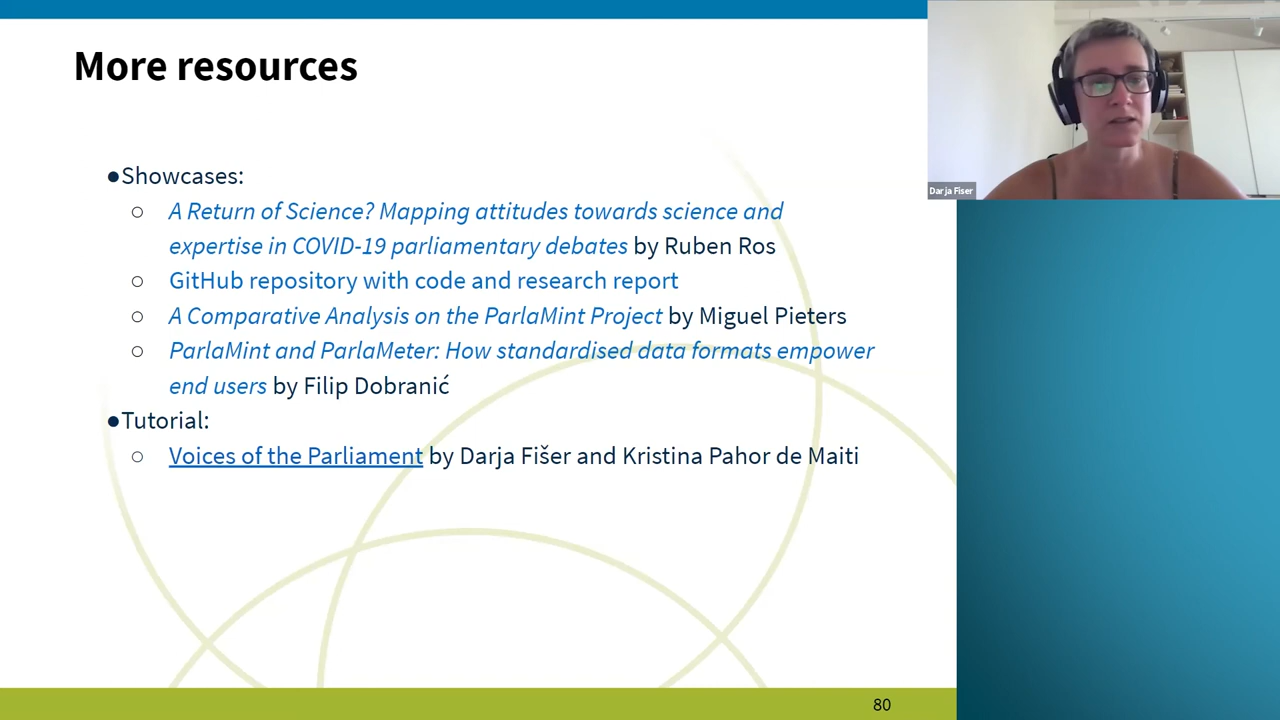 More resources
●Showcases:
○ A Return of Science? Mapping attitudes towards science and
expertise in COVID-19 parliamentary debates by Ruben Ros
○ GitHub repository with code and research report
○ A Comparative Analysis on the ParlaMint Project by Miguel Pieters
○ ParlaMint and ParlaMeter: How standardised data formats empower
end users by Filip Dobranić
●Tutorial:
○ Voices of the Parliament by Darja Fišer and Kristina Pahor de Maiti
80
Darja Fiser